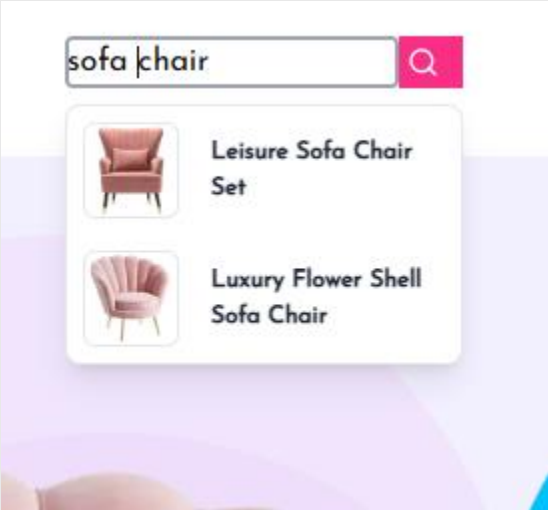 sofa chair
Leisure Sofa Chair
Set
Luxury Flower Shell
Sofa Chair